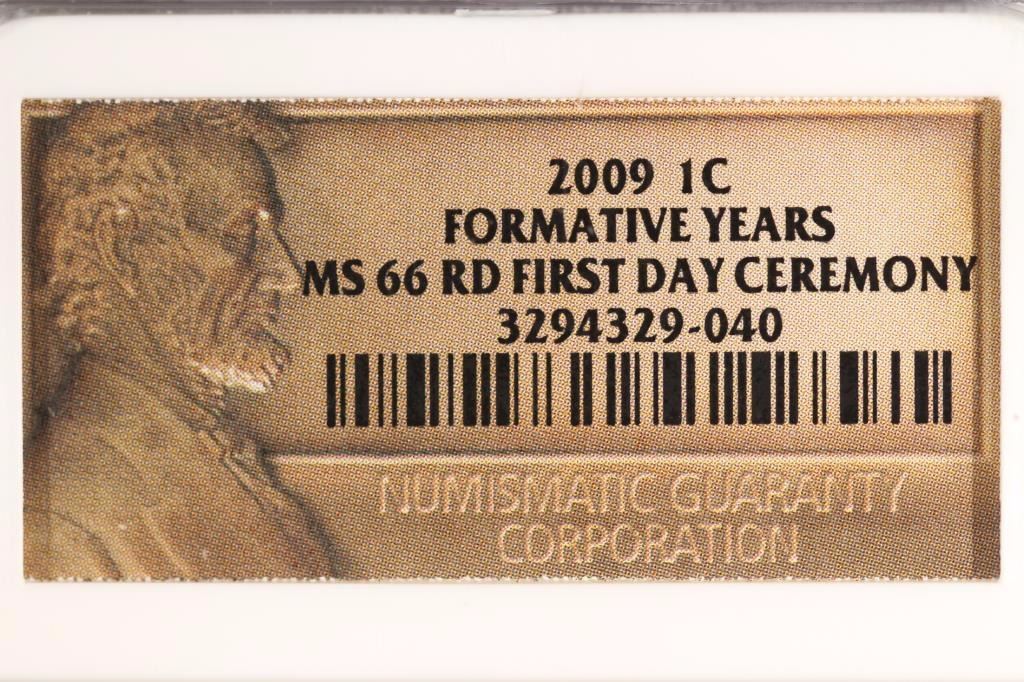 2009 1C
FORMATIVE YEARS
MS 66 RD FIRST DAY CEREMONY
3294329-040
NUMISMATIC GUARANTY
CORPORATION